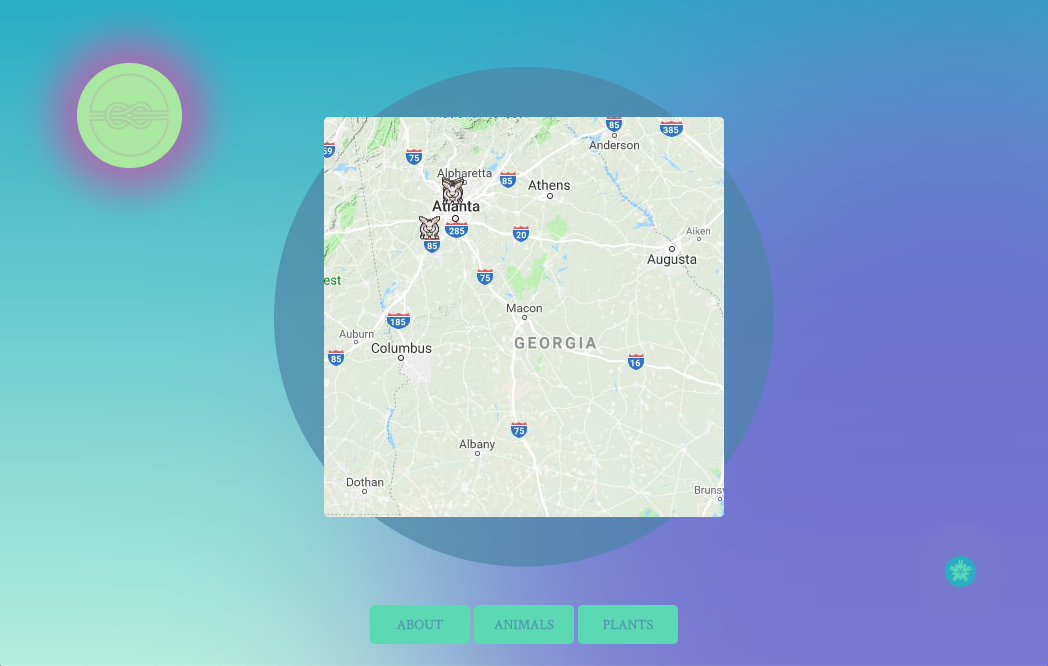 85
385
59
75
Anderson
Alpharetta
85
Athens
Atlanta
285
20
Aiken
85
Augusta
75
est
Macon
185
Auburn
Columbus
GEORGIA
85
16
75
Albany
Dothan
Bruns
ABOUT
ANIMALS
PLANTS